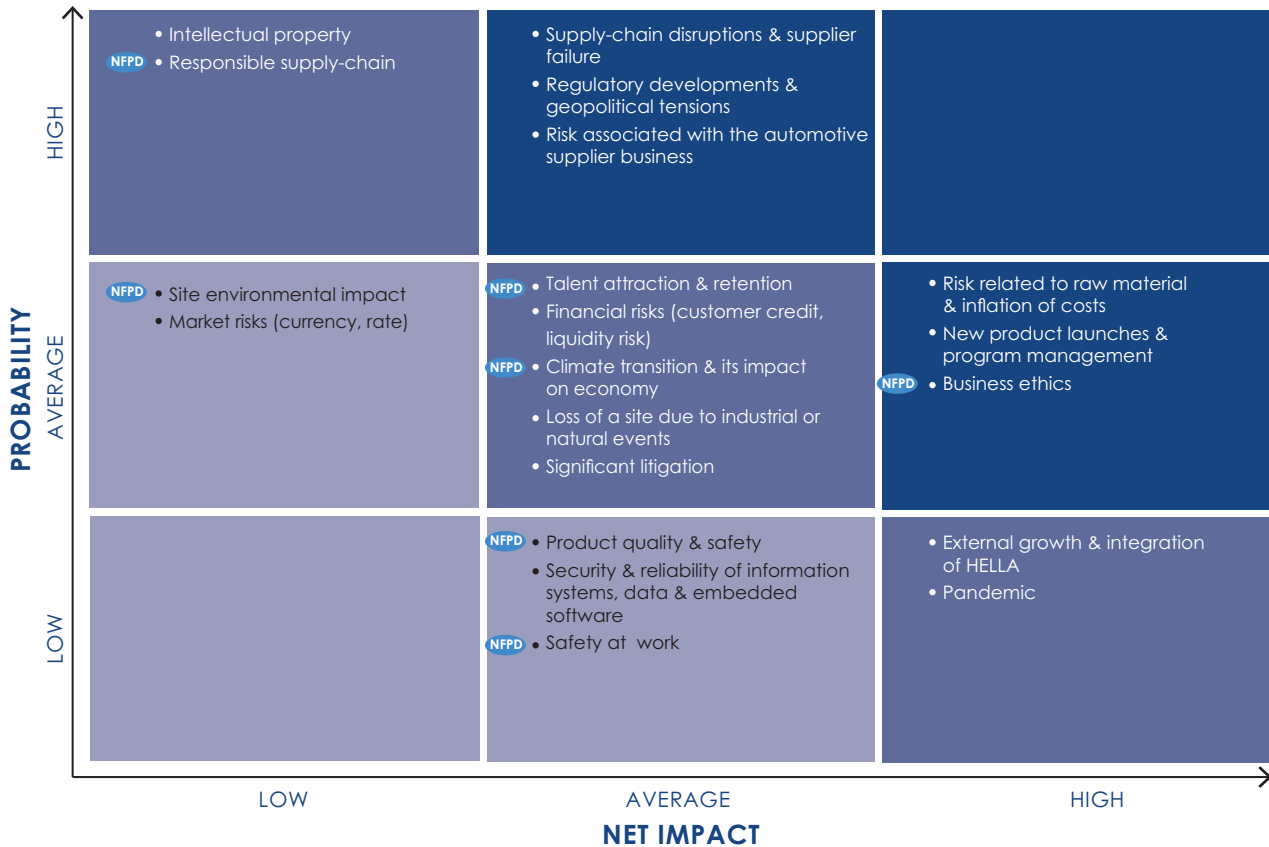 PROBABILITY
HIGH
• Intellectual property
NFPD • Responsible supply-chain
• Supply-chain disruptions & supplier
failure
• Regulatory developments &
geopolitical tensions
• Risk associated with the automotive
supplier business
AVERAGE
NFPD • Site environmental impact
• Market risks (currency, rate)
NFPD • Talent attraction & retention
• Financial risks (customer credit,
liquidity risk)
NFPD • Climate transition & its impact
on economy
• Loss of a site due to industrial or
natural events
• Significant litigation
• Risk related to raw material
& inflation of costs
• New product launches &
program management
NFPD • Business ethics
LOW
NFPD • Product quality & safety
• Security & reliability of information
systems, data & embedded
software
NFPD • Safety at work
• External growth & integration
of HELLA
• Pandemic
LOW
AVERAGE
HIGH
NET IMPACT